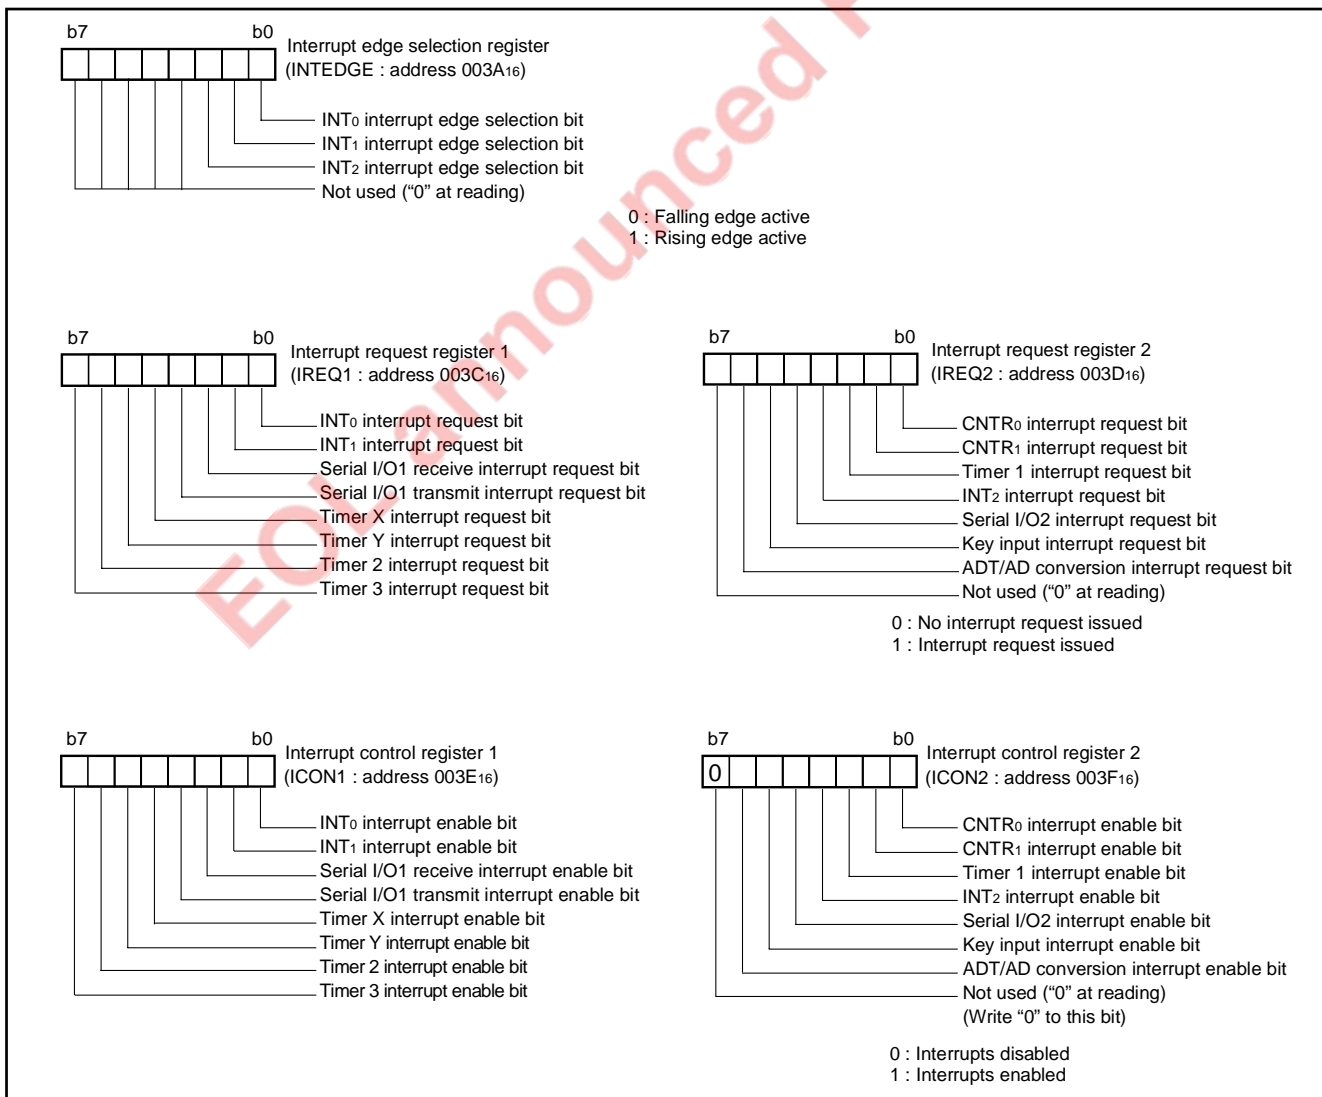 b7 b0
Interrupt edge selection register
(INTEDGE : address 003A16)
INT0 interrupt edge selection bit
INT1 interrupt edge selection bit
INT2 interrupt edge selection bit
Not used (“0” at reading)
0 : Falling edge active
1 : Rising edge active
b7 b0
Interrupt request register 1
(IREQ1 : address 003C16)
INT0 interrupt request bit
INT1 interrupt request bit
Serial I/O1 receive interrupt request bit
Serial I/O1 transmit interrupt request bit
Timer X interrupt request bit
Timer Y interrupt request bit
Timer 2 interrupt request bit
Timer 3 interrupt request bit
b7 b0
Interrupt request register 2
(IREQ2 : address 003D16)
CNTR0 interrupt request bit
CNTR1 interrupt request bit
Timer 1 interrupt request bit
INT2 interrupt request bit
Serial I/O2 interrupt request bit
Key input interrupt request bit
ADT/AD conversion interrupt request bit
Not used (“0” at reading)
0 : No interrupt request issued
1 : Interrupt request issued
b7 b0
Interrupt control register 1
(ICON1 : address 003E16)
INT0 interrupt enable bit
INT1 interrupt enable bit
Serial I/O1 receive interrupt enable bit
Serial I/O1 transmit interrupt enable bit
Timer X interrupt enable bit
Timer Y interrupt enable bit
Timer 2 interrupt enable bit
Timer 3 interrupt enable bit
b7 b0
0
Interrupt control register 2
(ICON2 : address 003F16)
CNTR0 interrupt enable bit
CNTR1 interrupt enable bit
Timer 1 interrupt enable bit
INT2 interrupt enable bit
Serial I/O2 interrupt enable bit
Key input interrupt enable bit
ADT/AD conversion interrupt enable bit
Not used (“0” at reading)
(Write “0” to this bit)
0 : Interrupts disabled
1 : Interrupts enabled
EOL announced